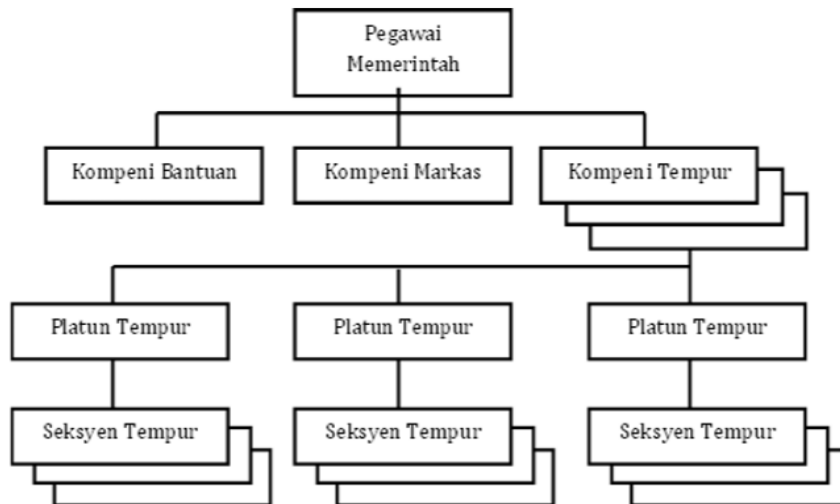 Pegawai
Memerintah
Kompeni Bantuan
Kompeni Markas
Kompeni Tempur
Platun Tempur
Platun Tempur
Platun Tempur
Seksyen Tempur
Seksyen Tempur
Seksyen Tempur